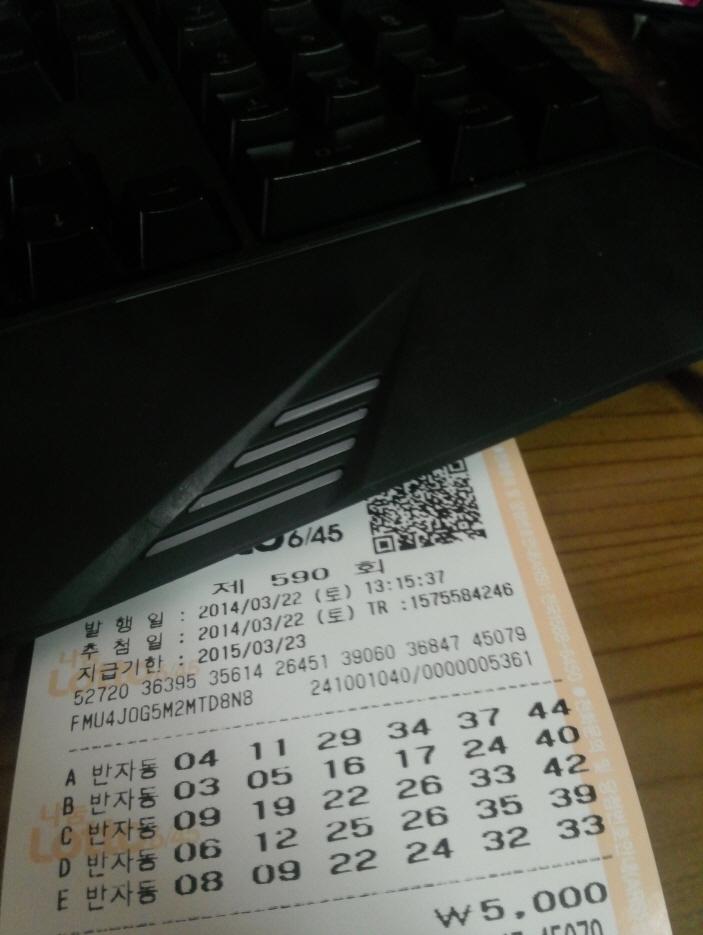 6/45
제 590 회
발 행 일 : 2014/03/22 (토) 13:15:37
추 첨 일 : 2014/03/22 (토) TR :1575584246
지급기한 : 2015/03/23
52720 36395 35614 26451 39060 36847 45079
FMU4J0G5M2MTD8N8 241001040/0000005361
A 반자동 04 11 29 34 37 44
B 반자동 03 05 16 17 24 40
C 반자동 09 19 22 26 33 42
D 반자동 06 12 25 26 35 39
E 반자동 08 09 22 24 32 33
₩5,000